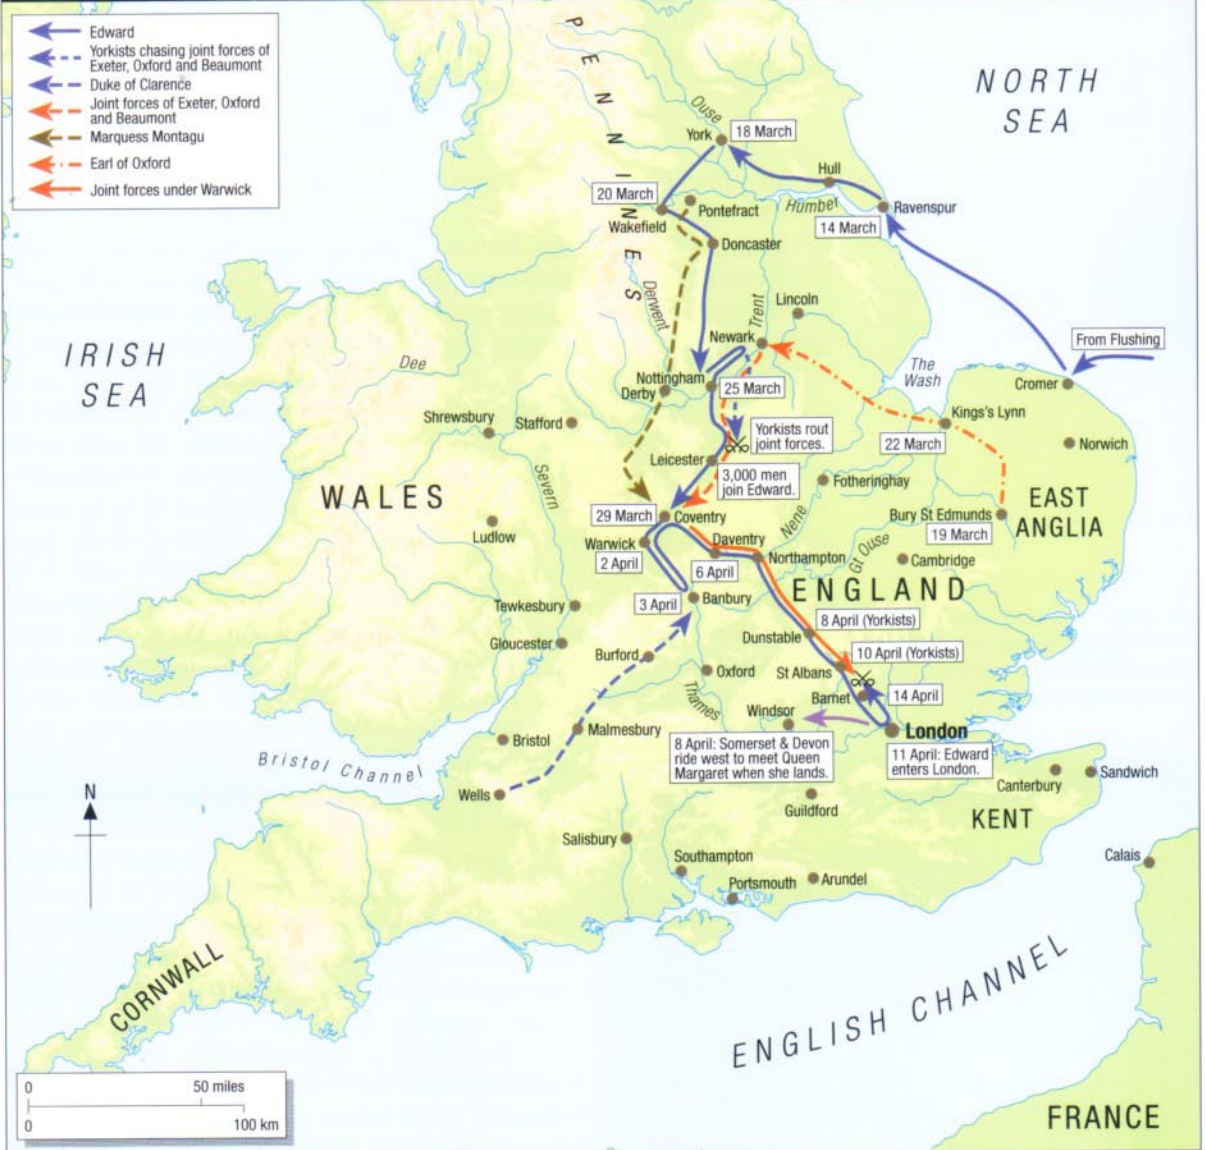 Edward
Yorkists chasing joint forces of
Exeter, Oxford and Beaumont
Duke of Clarence
Joint forces of Exeter, Oxford
and Beaumont
Marquess Montagu
Earl of Oxford
Joint forces under Warwick
PENNINES
NORTH
SEA
Ouse
York
18 March
Hull
20 March
Pontefract
Humber
Ravenspur
Wakefield
14 March
Doncaster
Derwent
Trent
Lincoln
Newark
From Flushing
IRISH
SEA
Dee
The
Wash
Nottingham
25 March
Cromer
Derby
Shrewsbury
Stafford
Kings's Lynn
22 March
Norwich
Yorkists rout
joint forces.
Leicester
3,000 men
join Edward.
Fotheringhay
Severn
WALES
EAST
ANGLIA
29 March
Coventry
Nene
Bury St Edmunds
19 March
Ludlow
Warwick
2 April
Daventry
6 April
Northampton
Gt Ouse
Cambridge
ENGLAND
3 April
Banbury
Tewkesbury
8 April (Yorkists)
Gloucester
Dunstable
10 April (Yorkists)
Burford
Oxford
St Albans
Thames
Barnet
14 April
Windsor
Malmesbury
London
Bristol
8 April: Somerset & Devon
ride west to meet Queen
Margaret when she lands.
11 April: Edward
enters London.
Bristol Channel
Canterbury
Sandwich
N
Wells
Guildford
KENT
Salisbury
Southampton
Calais
Portsmouth
Arundel
CORNWALL
ENGLISH CHANNEL
0
50 miles
0
100 km
FRANCE